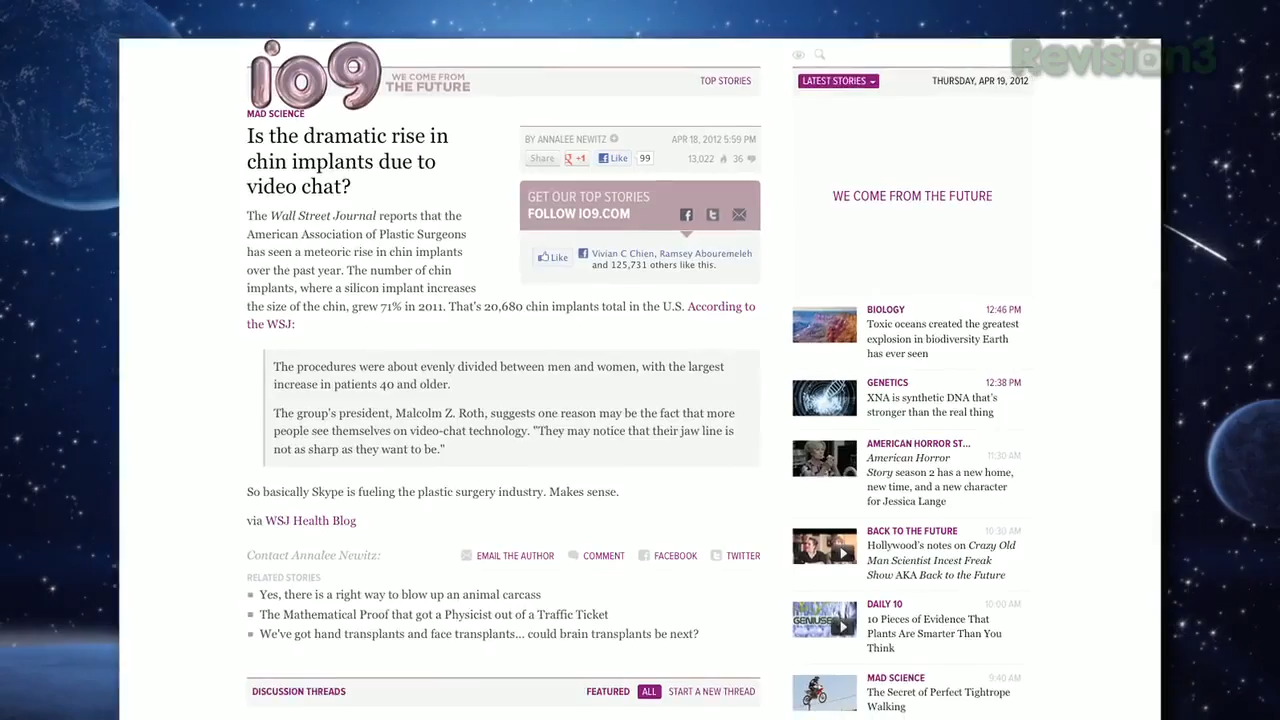 Revision3
io9
WE COME FROM
THE FUTURE
TOP STORIES
MAD SCIENCE
Is the dramatic rise in
chin implants due to
video chat?
BY ANNALEE NEWITZ
APR 18, 2012 5:59 PM
Share
+1
Like
99
13,022
36
GET OUR TOP STORIES
FOLLOW IO9.COM
Like
Vivian C Chien, Ramsey Abouremeleh
and 125,731 others like this.
The Wall Street Journal reports that the
American Association of Plastic Surgeons
has seen a meteoric rise in chin implants
over the past year. The number of chin
implants, where a silicon implant increases
the size of the chin, grew 71% in 2011. That's 20,680 chin implants total in the U.S. According to
the WSJ:
The procedures were about evenly divided between men and women, with the largest
increase in patients 40 and older.
The group's president, Malcolm Z. Roth, suggests one reason may be the fact that more
people see themselves on video-chat technology. "They may notice that their jaw line is
not as sharp as they want to be."
So basically Skype is fueling the plastic surgery industry. Makes sense.
via WSJ Health Blog
Contact Annalee Newitz:
EMAIL THE AUTHOR
COMMENT
FACEBOOK
TWITTER
RELATED STORIES
Yes, there is a right way to blow up an animal carcass
The Mathematical Proof that got a Physicist out of a Traffic Ticket
We've got hand transplants and face transplants... could brain transplants be next?
DISCUSSION THREADS
FEATURED
ALL
START A NEW THREAD
LATEST STORIES
THURSDAY, APR 19, 2012
WE COME FROM THE FUTURE
BIOLOGY
12:46 PM
Toxic oceans created the greatest
explosion in biodiversity Earth
has ever seen
GENETICS
12:38 PM
XNA is synthetic DNA that's
stronger than the real thing
AMERICAN HORROR ST...
11:30 AM
American Horror
Story season 2 has a new home,
new time, and a new character
for Jessica Lange
BACK TO THE FUTURE
10:30 AM
Hollywood's notes on Crazy Old
Man Scientist Incest Freak
Show AKA Back to the Future
DAILY 10
10:00 AM
10 Pieces of Evidence That
Plants Are Smarter Than You
Think
MAD SCIENCE
9:40 AM
The Secret of Perfect Tightrope
Walking